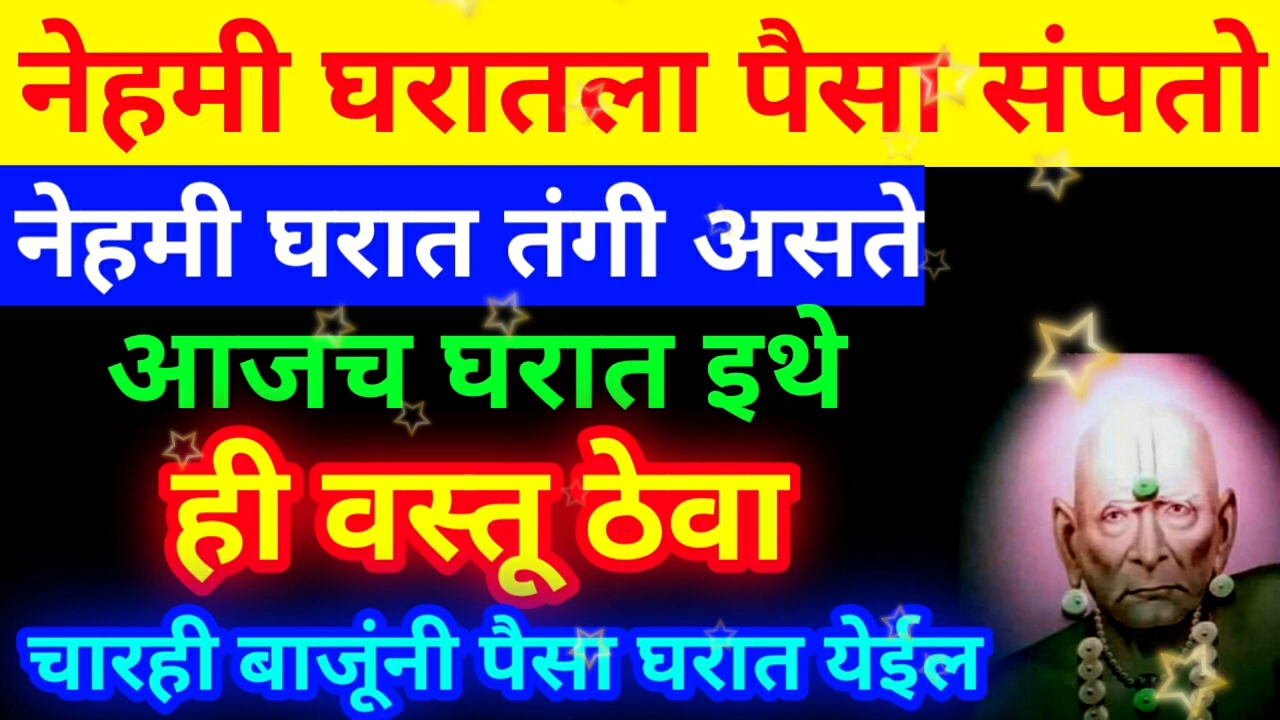 नेहमी घरातला पैसा संपतो
नेहमी घरात तंगी असते
आजच घरात इथे
ही वस्तू ठेवा
चारही बाजूंनी पैसा घरात येईल